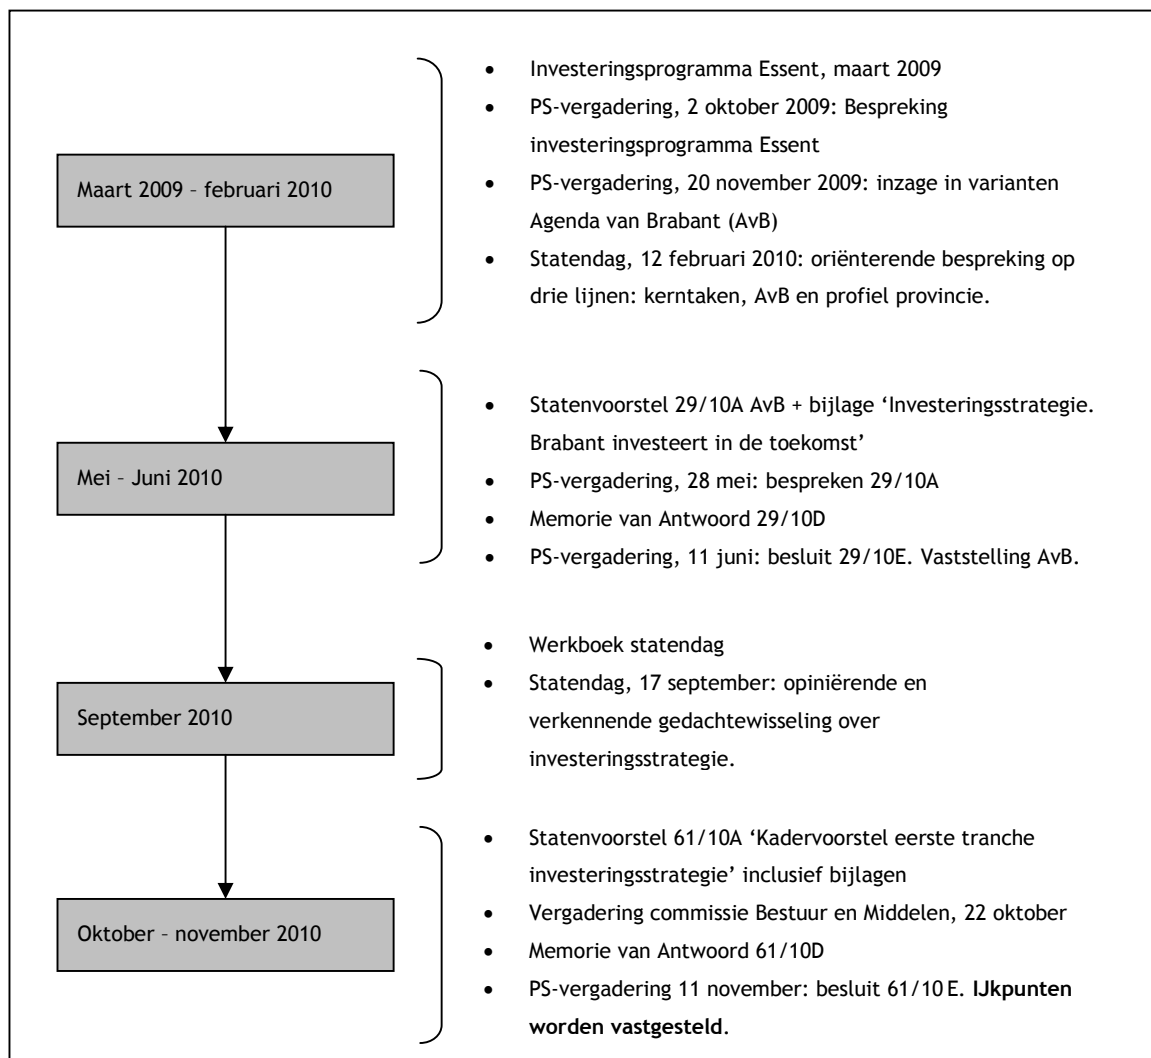 Maart 2009 – februari 2010
• Investeringsprogramma Essent, maart 2009
• PS-vergadering, 2 oktober 2009: Bespreking
investeringsprogramma Essent
• PS-vergadering, 20 november 2009: inzage in varianten
Agenda van Brabant (AvB)
• Statendag, 12 februari 2010: oriënterende bespreking op
drie lijnen: kerntaken, AvB en profiel provincie.
Mei – Juni 2010
• Statenvoorstel 29/10A AvB + bijlage ‘Investeringsstrategie.
Brabant investeert in de toekomst’
• PS-vergadering, 28 mei: bespreken 29/10A
• Memorie van Antwoord 29/10D
• PS-vergadering, 11 juni: besluit 29/10E. Vaststelling AvB.
September 2010
• Werkboek statendag
• Statendag, 17 september: opiniërende en
verkennende gedachtewisseling over
investeringsstrategie.
Oktober – november 2010
• Statenvoorstel 61/10A ‘Kadervoorstel eerste tranche
investeringsstrategie’ inclusief bijlagen
• Vergadering commissie Bestuur en Middelen, 22 oktober
• Memorie van Antwoord 61/10D
• PS-vergadering 11 november: besluit 61/10 E. IJkpunten
worden vastgesteld.